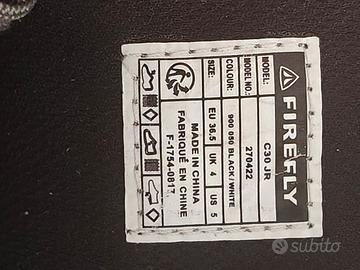 FIREFLY
MODEL: C30 JR
MODEL NO.: 270422
COLOUR: 900 050 BLACK / WHITE
SIZE: EU 36.5 UK 4 US 5
MADE IN CHINA
FABRIQUÉ EN CHINE
F-1754-0817
subito